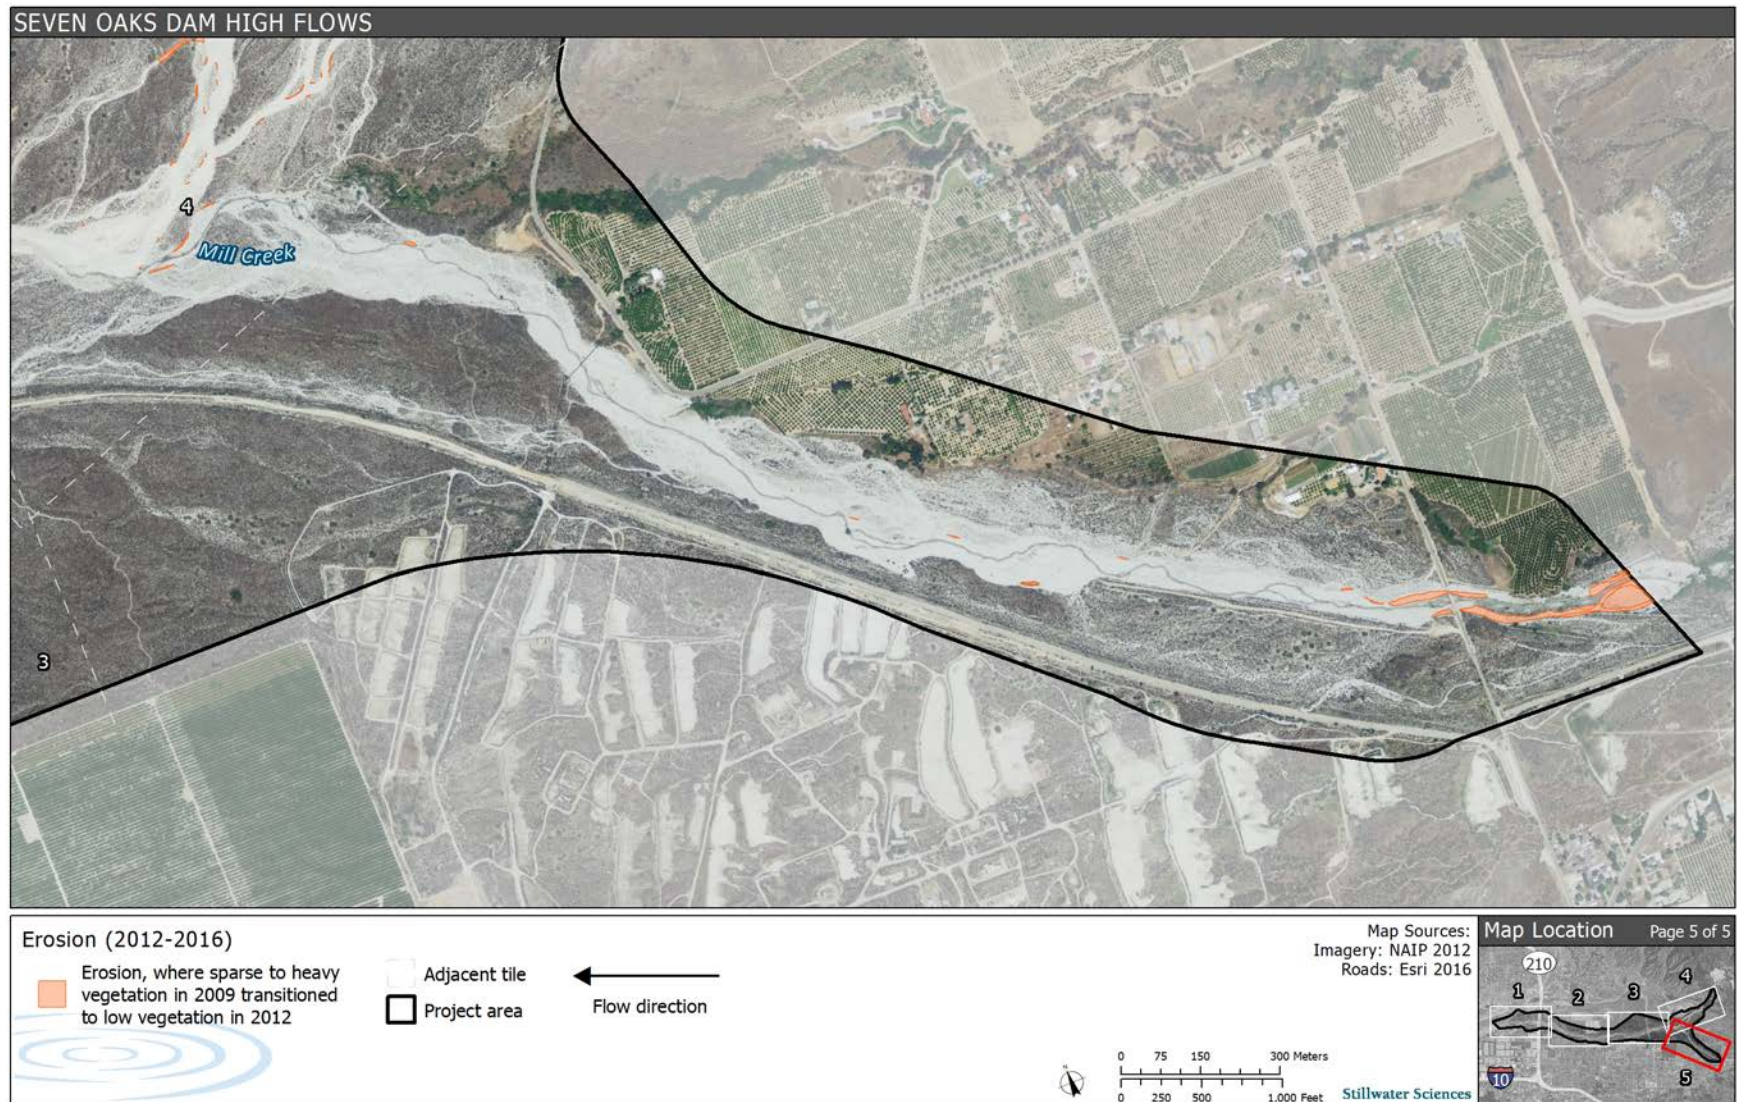 SEVEN OAKS DAM HIGH FLOWS
4
Mill Creek
3
Erosion (2012-2016)
Erosion, where sparse to heavy
vegetation in 2009 transitioned
to low vegetation in 2012
Adjacent tile
Project area
Flow direction
Map Sources:
Imagery: NAIP 2012
Roads: Esri 2016
N
0 75 150 300 Meters
0 250 500 1,000 Feet
Stillwater Sciences
Map Location Page 5 of 5
210
1 2 3 4
10
5